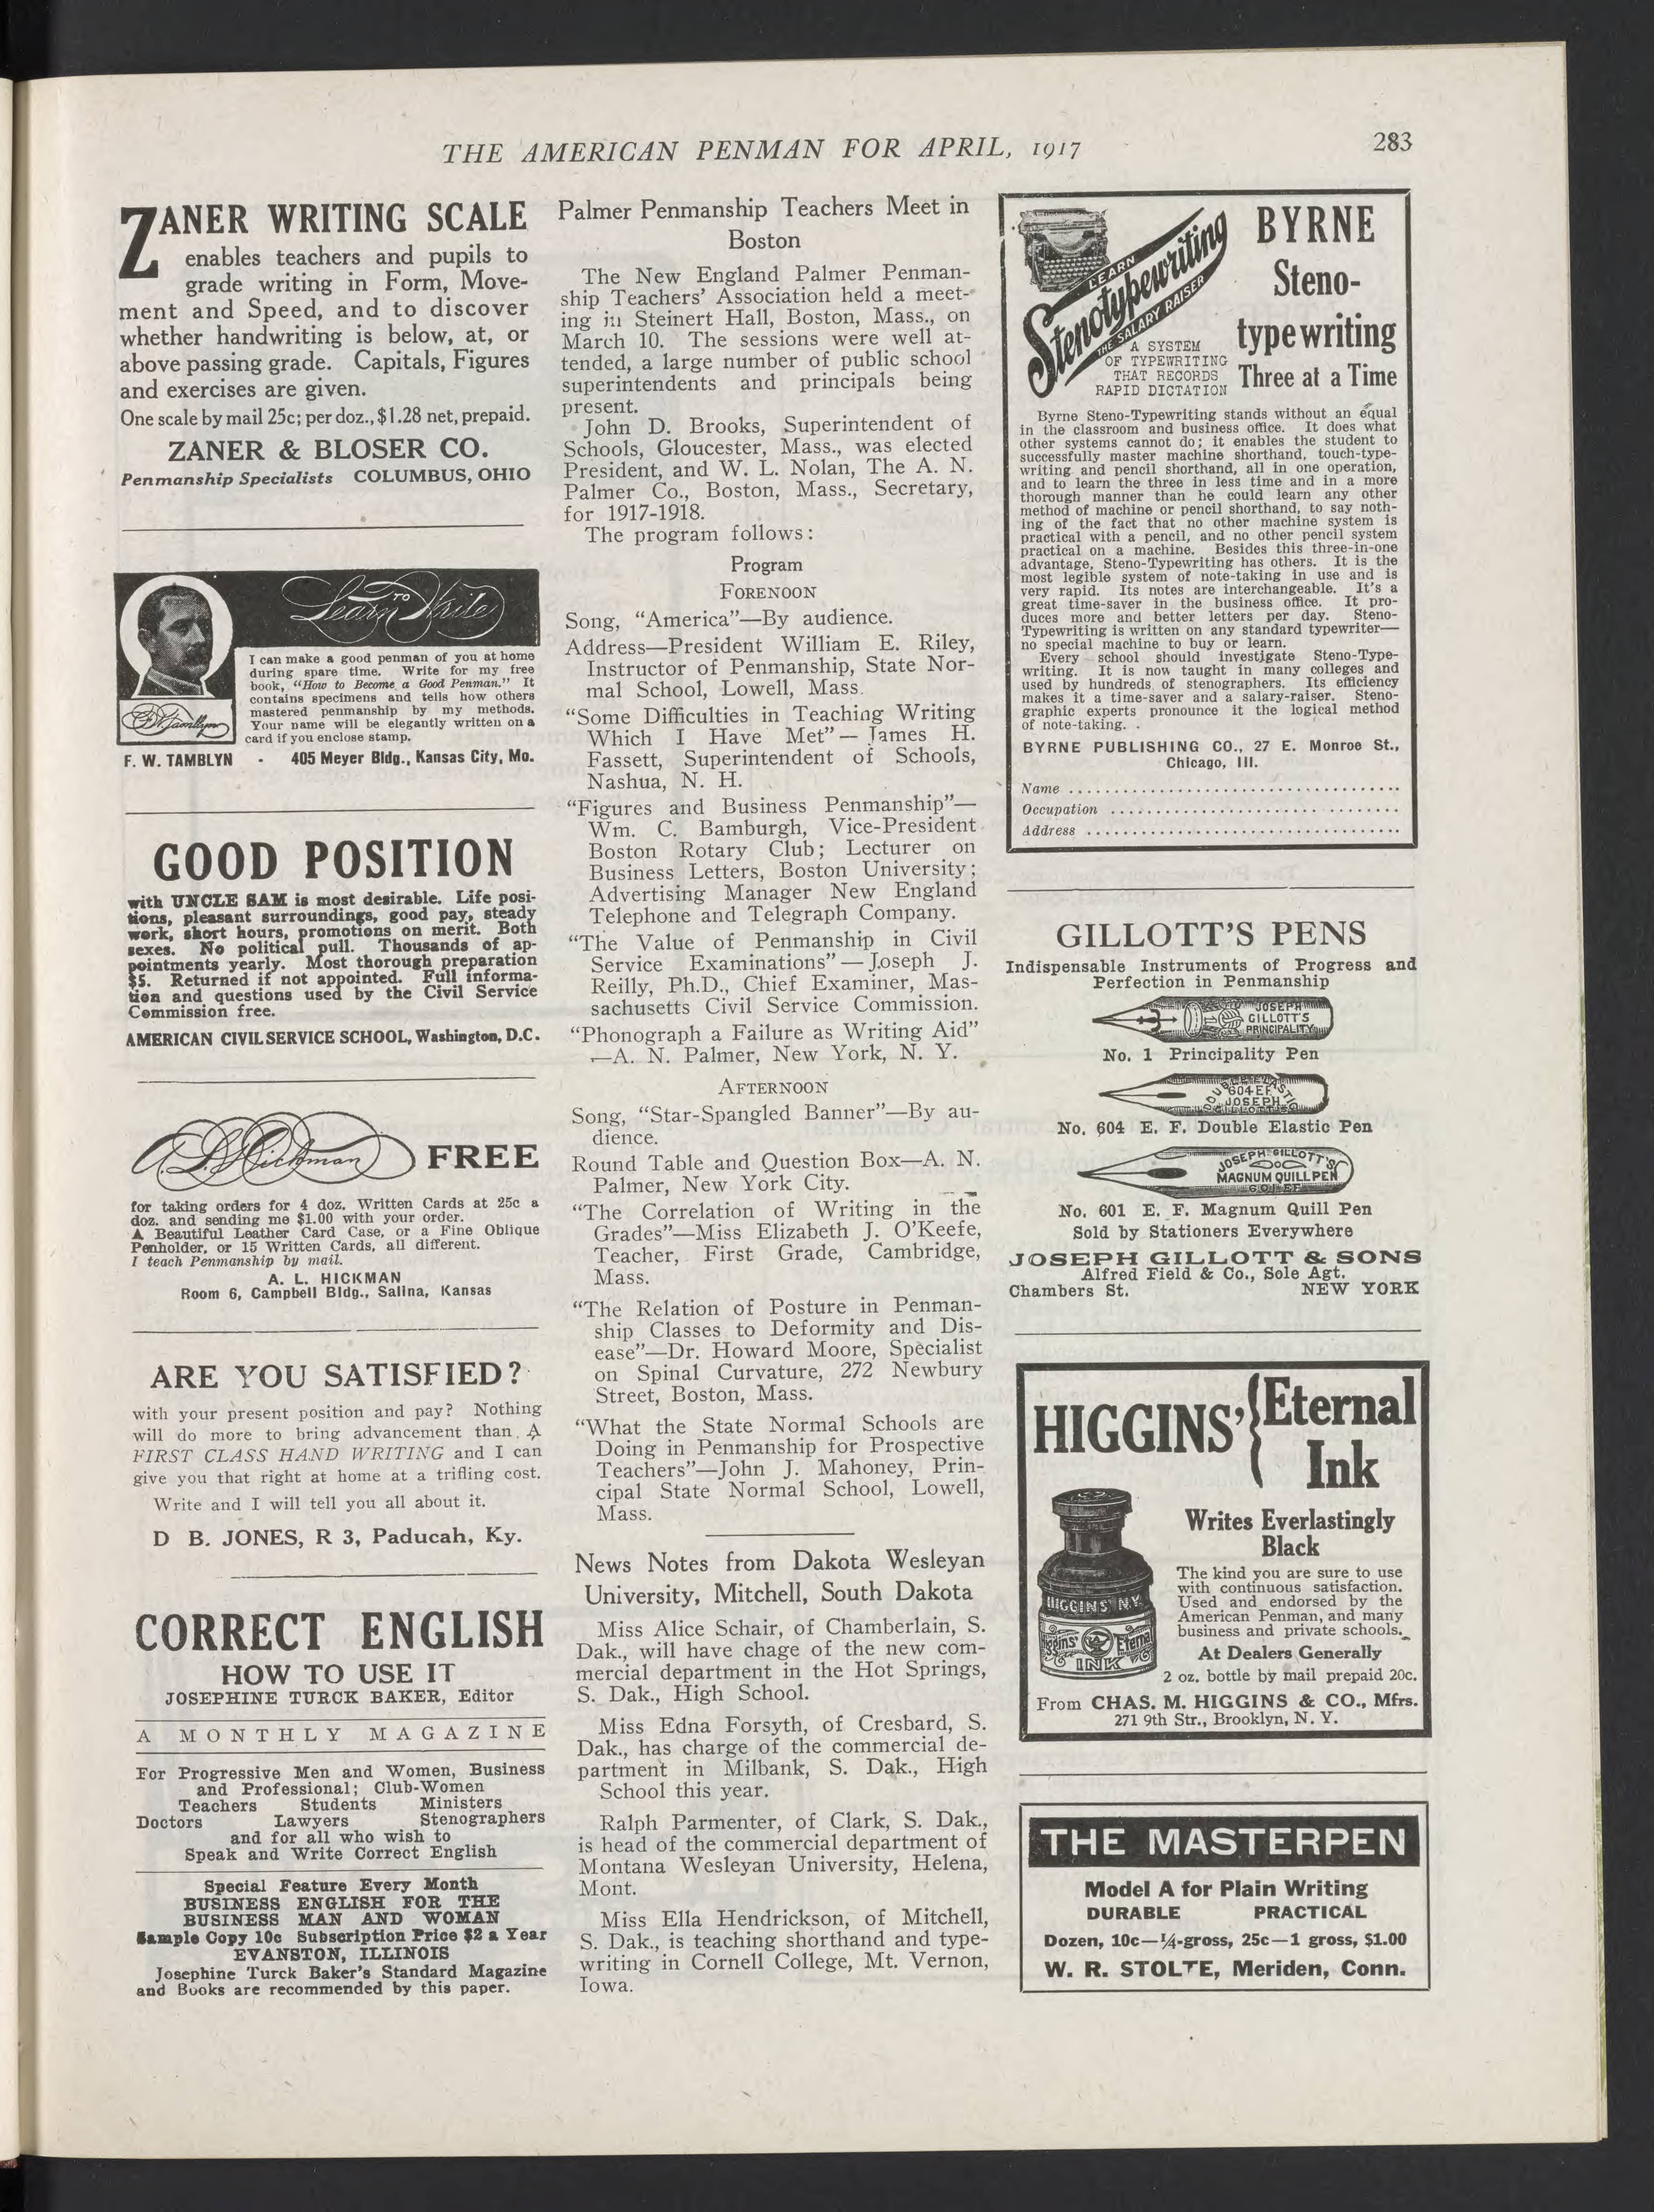 THE AMERICAN PENMAN FOR APRIL, 1917
283
ZANER WRITING SCALE
enables teachers and pupils to
grade writing in Form, Move-
ment and Speed, and to discover
whether handwriting is below, at, or
above passing grade. Capitals, Figures
and exercises are given.
One scale by mail 25c; per doz., $1.28 net, prepaid.
ZANER & BLOSER CO.
Penmanship Specialists COLUMBUS, OHIO
Learn TO Write
I can make a good penman of you at home
during spare time. Write for my free
book, "How to Become a Good Penman." It
contains specimens and tells how others
mastered penmanship by my methods.
Your name will be elegantly written on a
card if you enclose stamp.
F. W. Tamblyn
F. W. TAMBLYN - 405 Meyer Bldg., Kansas City, Mo.
GOOD POSITION
with UNCLE SAM is most desirable. Life posi-
tions, pleasant surroundings, good pay, steady
work, short hours, promotions on merit. Both
sexes. No political pull. Thousands of ap-
pointments yearly. Most thorough preparation
$5. Returned if not appointed. Full informa-
tion and questions used by the Civil Service
Commission free.
AMERICAN CIVIL SERVICE SCHOOL, Washington, D.C.
A. L. Hickman FREE
for taking orders for 4 doz. Written Cards at 25c a
doz. and sending me $1.00 with your order.
A Beautiful Leather Card Case, or a Fine Oblique
Penholder, or 15 Written Cards, all different.
I teach Penmanship by mail.
A. L. HICKMAN
Room 6, Campbell Bldg., Salina, Kansas
ARE YOU SATISFIED?
with your present position and pay? Nothing
will do more to bring advancement than A
FIRST CLASS HAND WRITING and I can
give you that right at home at a trifling cost.
Write and I will tell you all about it.
D B. JONES, R 3, Paducah, Ky.
CORRECT ENGLISH
HOW TO USE IT
JOSEPHINE TURCK BAKER, Editor
A MONTHLY MAGAZINE
For Progressive Men and Women, Business
and Professional; Club-Women
Teachers Students Ministers
Doctors Lawyers Stenographers
and for all who wish to
Speak and Write Correct English
Special Feature Every Month
BUSINESS ENGLISH FOR THE
BUSINESS MAN AND WOMAN
Sample Copy 10c Subscription Price $2 a Year
EVANSTON, ILLINOIS
Josephine Turck Baker's Standard Magazine
and Books are recommended by this paper.
Palmer Penmanship Teachers Meet in
Boston
The New England Palmer Penman-
ship Teachers' Association held a meet-
ing in Steinert Hall, Boston, Mass., on
March 10. The sessions were well at-
tended, a large number of public school
superintendents and principals being
present.
John D. Brooks, Superintendent of
Schools, Gloucester, Mass., was elected
President, and W. L. Nolan, The A. N.
Palmer Co., Boston, Mass., Secretary,
for 1917-1918.
The program follows:
Program
FORENOON
Song, "America"—By audience.
Address—President William E. Riley,
Instructor of Penmanship, State Nor-
mal School, Lowell, Mass.
"Some Difficulties in Teaching Writing
Which I Have Met"—James H.
Fassett, Superintendent of Schools,
Nashua, N. H.
"Figures and Business Penmanship"—
Wm. C. Bamburgh, Vice-President
Boston Rotary Club; Lecturer on
Business Letters, Boston University;
Advertising Manager New England
Telephone and Telegraph Company.
"The Value of Penmanship in Civil
Service Examinations"—Joseph J.
Reilly, Ph.D., Chief Examiner, Mas-
sachusetts Civil Service Commission.
"Phonograph a Failure as Writing Aid"
—A. N. Palmer, New York, N. Y.
AFTERNOON
Song, "Star-Spangled Banner"—By au-
dience.
Round Table and Question Box—A. N.
Palmer, New York City.
"The Correlation of Writing in the
Grades"—Miss Elizabeth J. O'Keefe,
Teacher, First Grade, Cambridge,
Mass.
"The Relation of Posture in Penman-
ship Classes to Deformity and Dis-
ease"—Dr. Howard Moore, Specialist
on Spinal Curvature, 272 Newbury
Street, Boston, Mass.
"What the State Normal Schools are
Doing in Penmanship for Prospective
Teachers"—John J. Mahoney, Prin-
cipal State Normal School, Lowell,
Mass.
News Notes from Dakota Wesleyan
University, Mitchell, South Dakota
Miss Alice Schair, of Chamberlain, S.
Dak., will have chage of the new com-
mercial department in the Hot Springs,
S. Dak., High School.
Miss Edna Forsyth, of Cresbard, S.
Dak., has charge of the commercial de-
partment in Milbank, S. Dak., High
School this year.
Ralph Parmenter, of Clark, S. Dak.,
is head of the commercial department of
Montana Wesleyan University, Helena,
Mont.
Miss Ella Hendrickson, of Mitchell,
S. Dak., is teaching shorthand and type-
writing in Cornell College, Mt. Vernon,
Iowa.
LEARN
Stenotypewriting
THE SALARY RAISER
A SYSTEM
OF TYPEWRITING
THAT RECORDS
RAPID DICTATION
BYRNE
Steno-
typewriting
Three at a Time
Byrne Steno-Typewriting stands without an equal
in the classroom and business office. It does what
other systems cannot do; it enables the student to
successfully master machine shorthand, touch-type-
writing and pencil shorthand, all in one operation,
and to learn the three in less time and in a more
thorough manner than he could learn any other
method of machine or pencil shorthand, to say noth-
ing of the fact that no other machine system is
practical with a pencil, and no other pencil system
practical on a machine. Besides this three-in-one
advantage, Steno-Typewriting has others. It is the
most legible system of note-taking in use and is
very rapid. Its notes are interchangeable. It's a
great time-saver in the business office. It pro-
duces more and better letters per day. Steno-
Typewriting is written on any standard typewriter—
no special machine to buy or learn.
Every school should investigate Steno-Type-
writing. It is now taught in many colleges and
used by hundreds of stenographers. Its efficiency
makes it a time-saver and a salary-raiser. Steno-
graphic experts pronounce it the logical method
of note-taking.
BYRNE PUBLISHING CO., 27 E. Monroe St.,
Chicago, Ill.
Name ....................................
Occupation ................................
Address ..................................
GILLOTT'S PENS
Indispensable Instruments of Progress and
Perfection in Penmanship
JOSEPH
GILLOTT'S
PRINCIPALITY
No. 1 Principality Pen
DOUBLE ELASTIC
604 E.F.
JOSEPH
GILLOTT'S
No. 604 E. F. Double Elastic Pen
JOSEPH GILLOTT'S
MAGNUM QUILL PEN
601 E.F.
No. 601 E. F. Magnum Quill Pen
Sold by Stationers Everywhere
JOSEPH GILLOTT & SONS
Alfred Field & Co., Sole Agt.
Chambers St. NEW YORK
HIGGINS' { Eternal
Ink
Writes Everlastingly
Black
The kind you are sure to use
with continuous satisfaction.
Used and endorsed by the
American Penman, and many
business and private schools.
At Dealers Generally
2 oz. bottle by mail prepaid 20c.
HIGGINS' N.Y.
Higgins' Eternal
INK
From CHAS. M. HIGGINS & CO., Mfrs.
271 9th Str., Brooklyn, N. Y.
THE MASTERPEN
Model A for Plain Writing
DURABLE PRACTICAL
Dozen, 10c—¼-gross, 25c—1 gross, $1.00
W. R. STOLTE, Meriden, Conn.